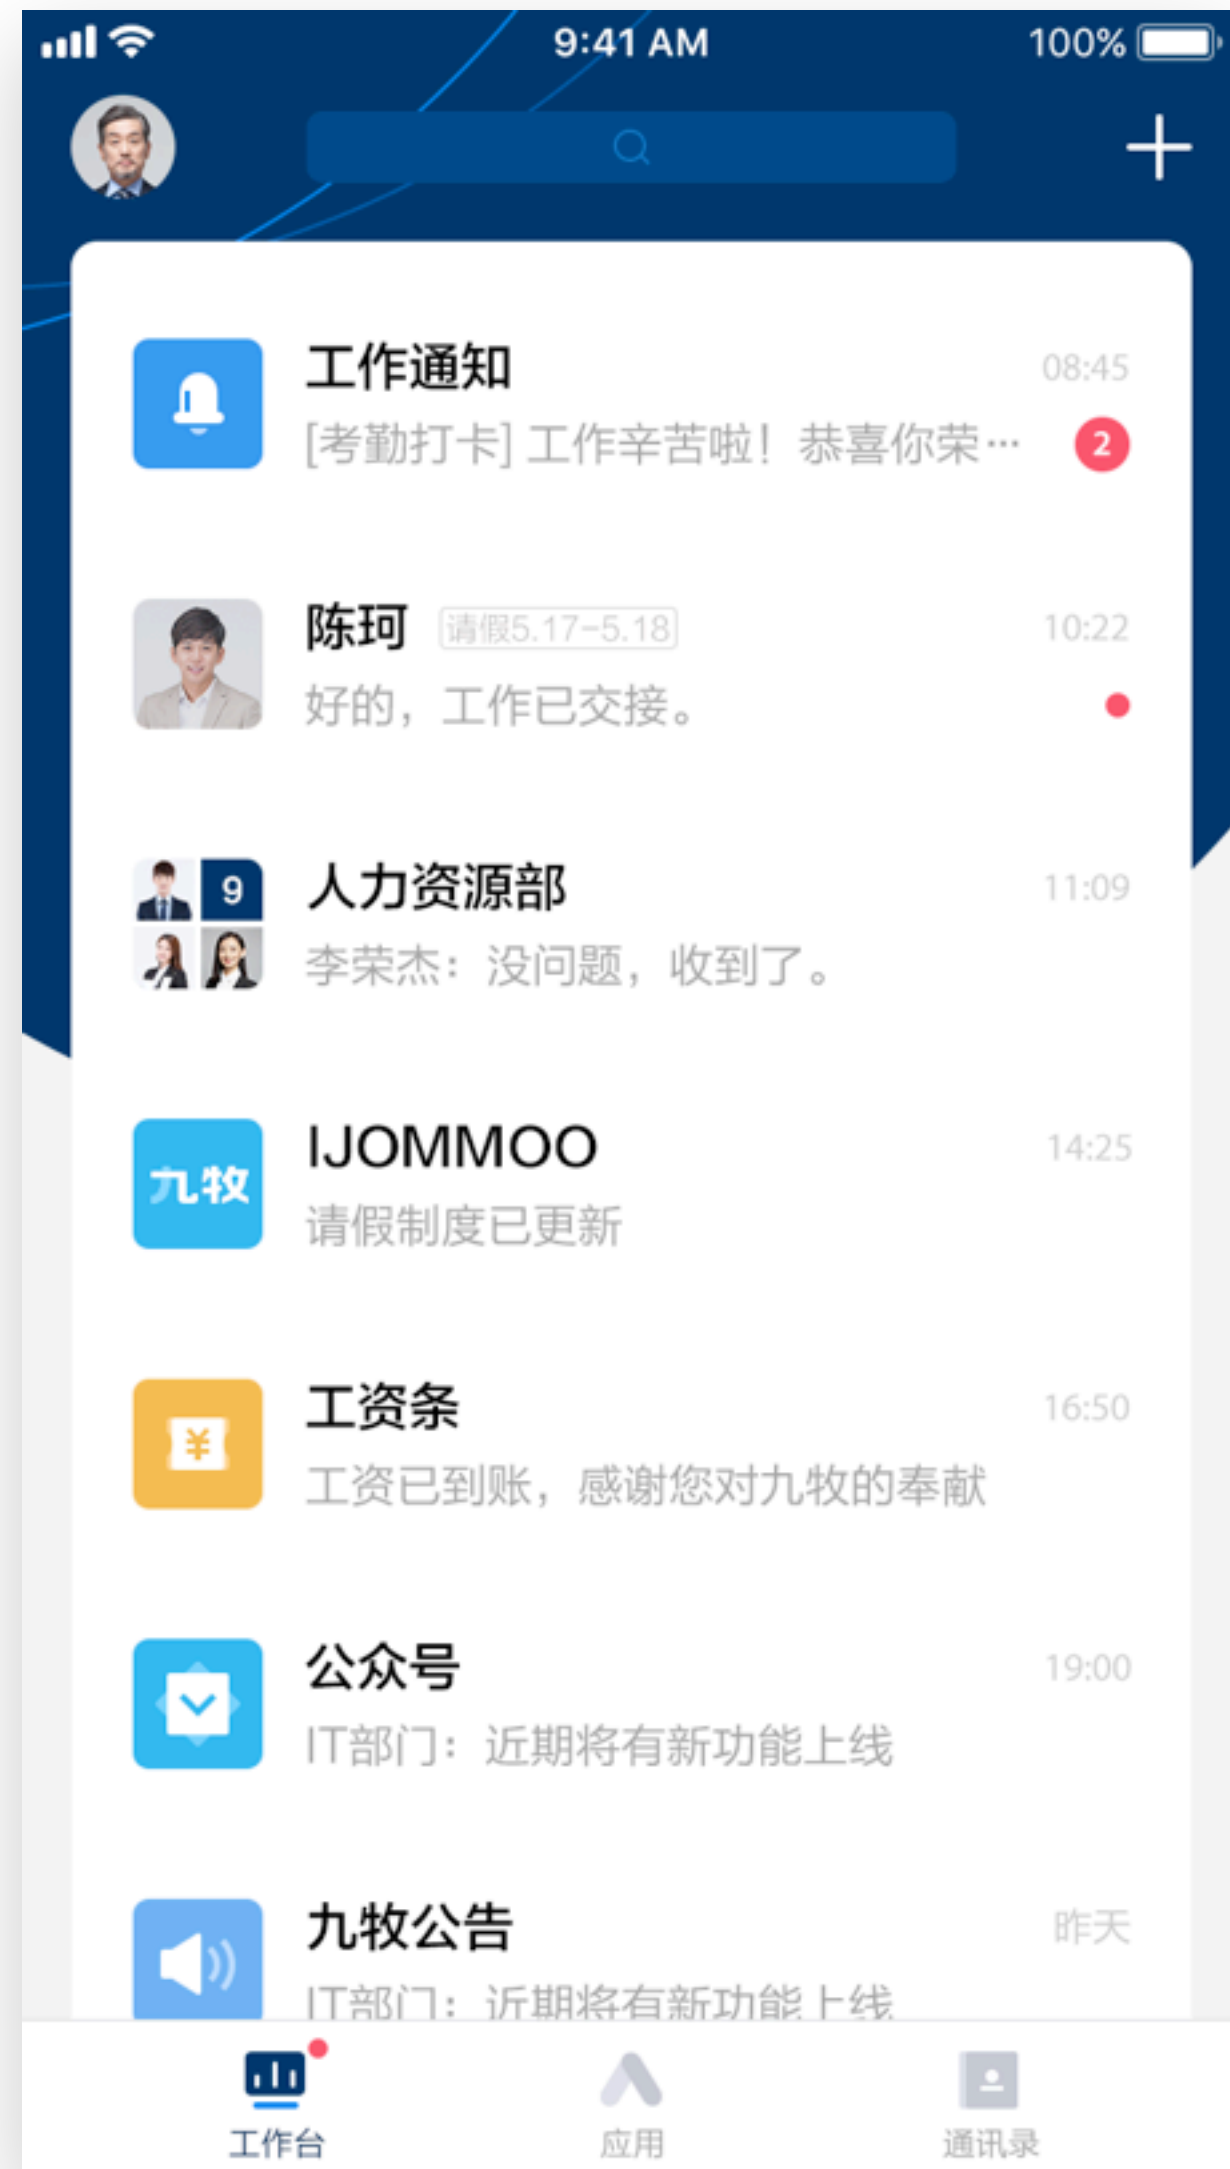 9:41 AM
100%
工作通知
08:45
[考勤打卡] 工作辛苦啦！恭喜你荣…
2
陈珂
请假5.17-5.18
10:22
好的，工作已交接。
9
人力资源部
11:09
李荣杰：没问题，收到了。
九牧
IJOMMOO
14:25
请假制度已更新
¥
工资条
16:50
工资已到账，感谢您对九牧的奉献
公众号
19:00
IT部门：近期将有新功能上线
九牧公告
昨天
IT部门：近期将有新功能上线
工作台
应用
通讯录